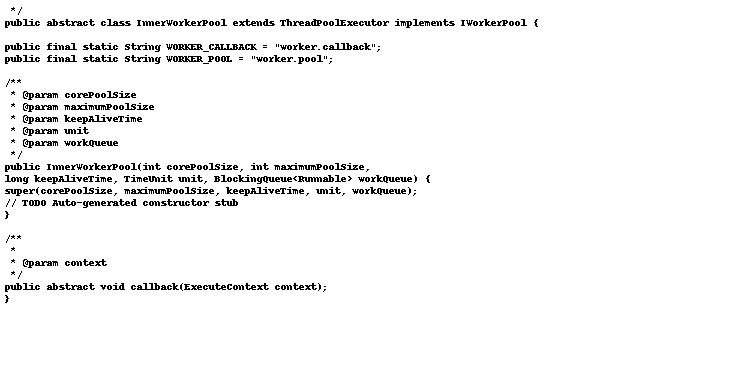 */
public abstract class InnerWorkerPool extends ThreadPoolExecutor implements IWorkerPool {
public final static String WORKER_CALLBACK = "worker.callback";
public final static String WORKER_POOL = "worker.pool";
/**
* @param corePoolSize
* @param maximumPoolSize
* @param keepAliveTime
* @param unit
* @param workQueue
*/
public InnerWorkerPool(int corePoolSize, int maximumPoolSize,
long keepAliveTime, TimeUnit unit, BlockingQueue<Runnable> workQueue) {
super(corePoolSize, maximumPoolSize, keepAliveTime, unit, workQueue);
// TODO Auto-generated constructor stub
}
/**
*
* @param context
*/
public abstract void callback(ExecuteContext context);
}